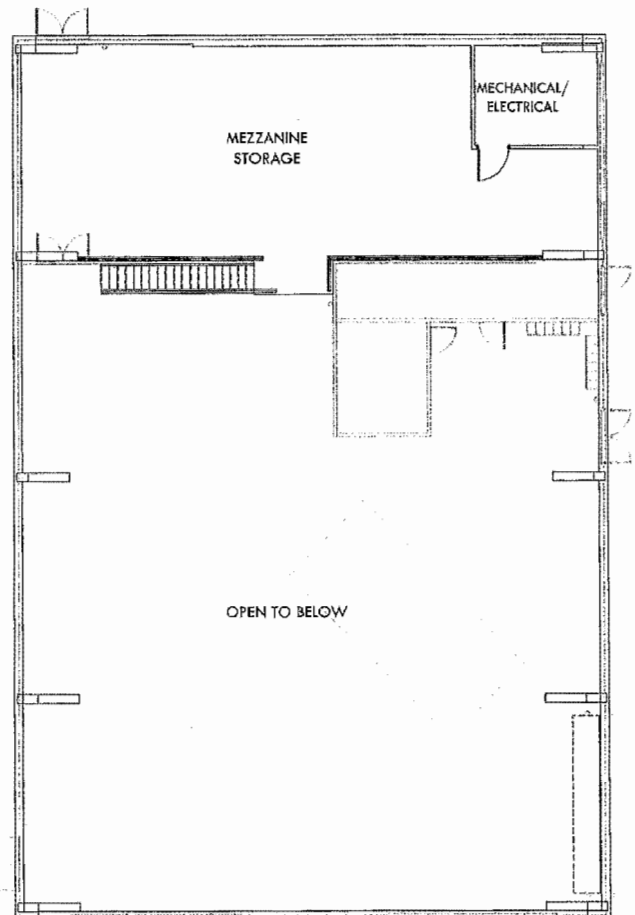 MECHANICAL/
ELECTRICAL
MEZZANINE
STORAGE
OPEN TO BELOW